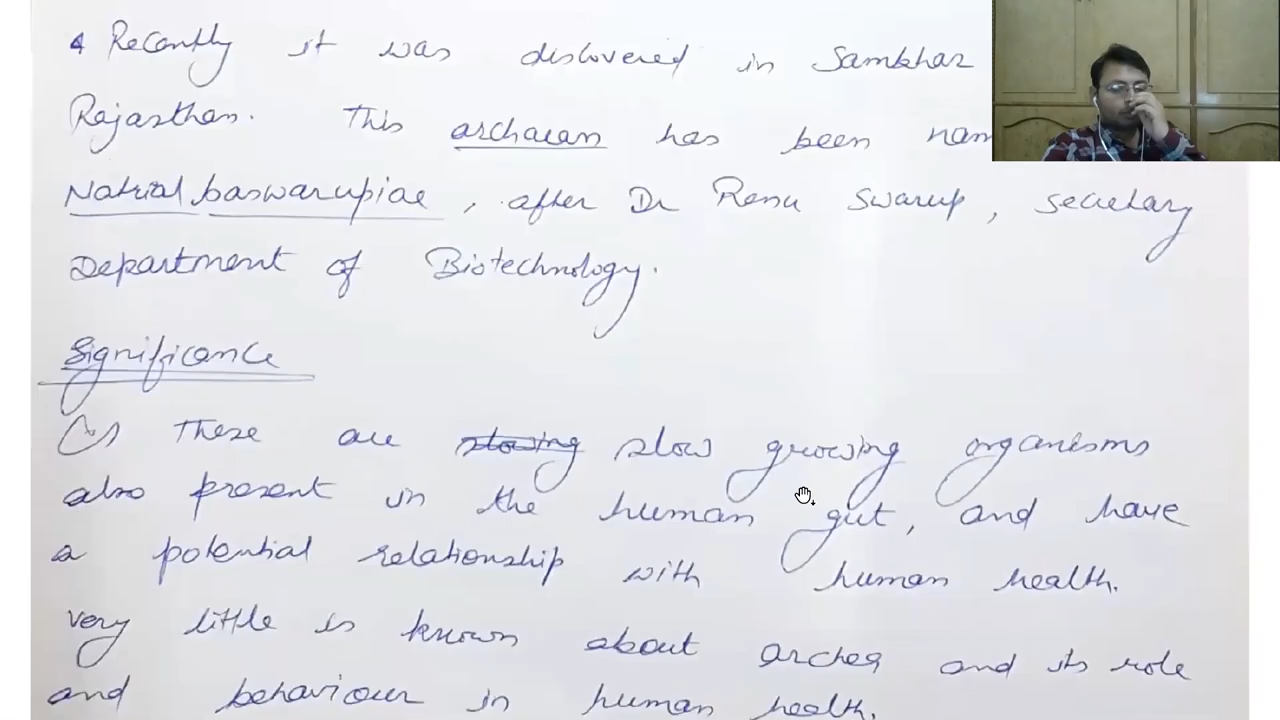 4 Recently it was discovered in Sambhar
Rajasthan. This archaean has been nam
Natrialbaswarupiae, after Dr Renu Swarup, secretary
Department of Biotechnology.
Significance
These are slow growing organisms
also present in the human gut, and have
a potential relationship with human health.
very little is known about archea and its role
and behaviour in human health.